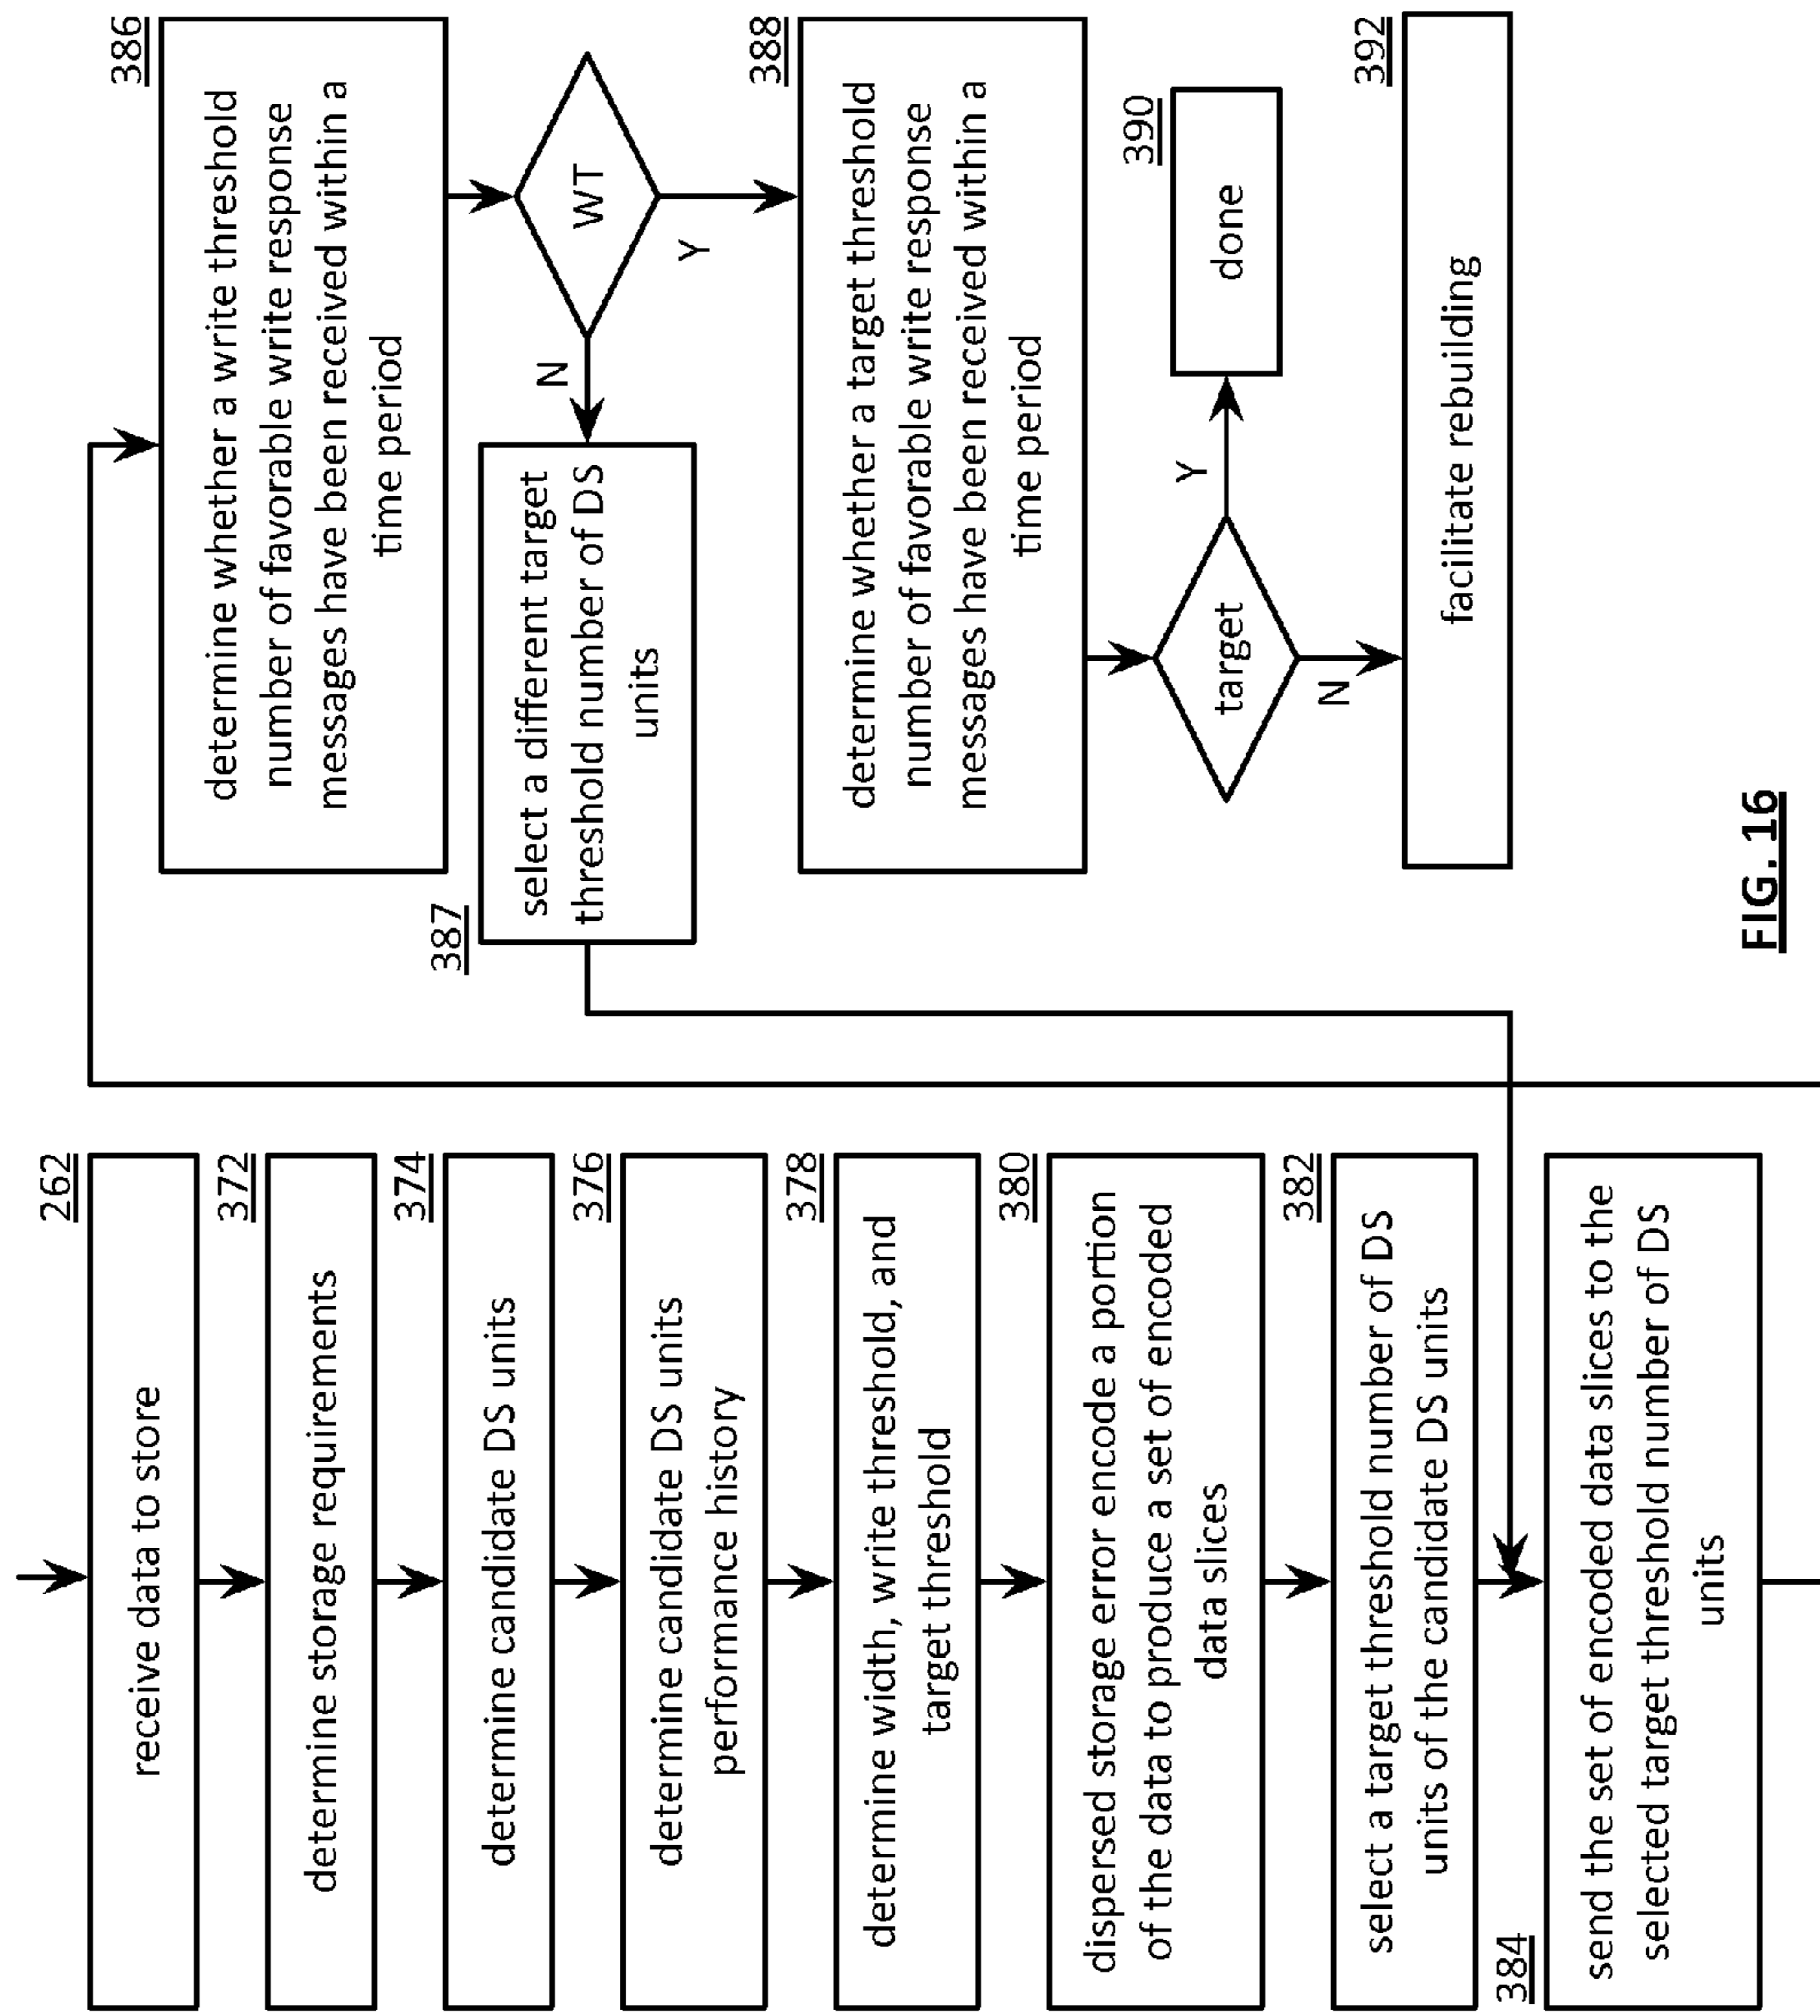 262
receive data to store
372
determine storage requirements
374
determine candidate DS units
376
determine candidate DS units
performance history
378
determine width, write threshold, and
target threshold
380
dispersed storage error encode a portion
of the data to produce a set of encoded
data slices
382
select a target threshold number of DS
units of the candidate DS units
384
send the set of encoded data slices to the
selected target threshold number of DS
units
386
determine whether a write threshold
number of favorable write response
messages have been received within a
time period
WT
N
Y
387
select a different target
threshold number of DS
units
388
determine whether a target threshold
number of favorable write response
messages have been received within a
time period
target
Y
N
390
done
392
facilitate rebuilding
FIG. 16